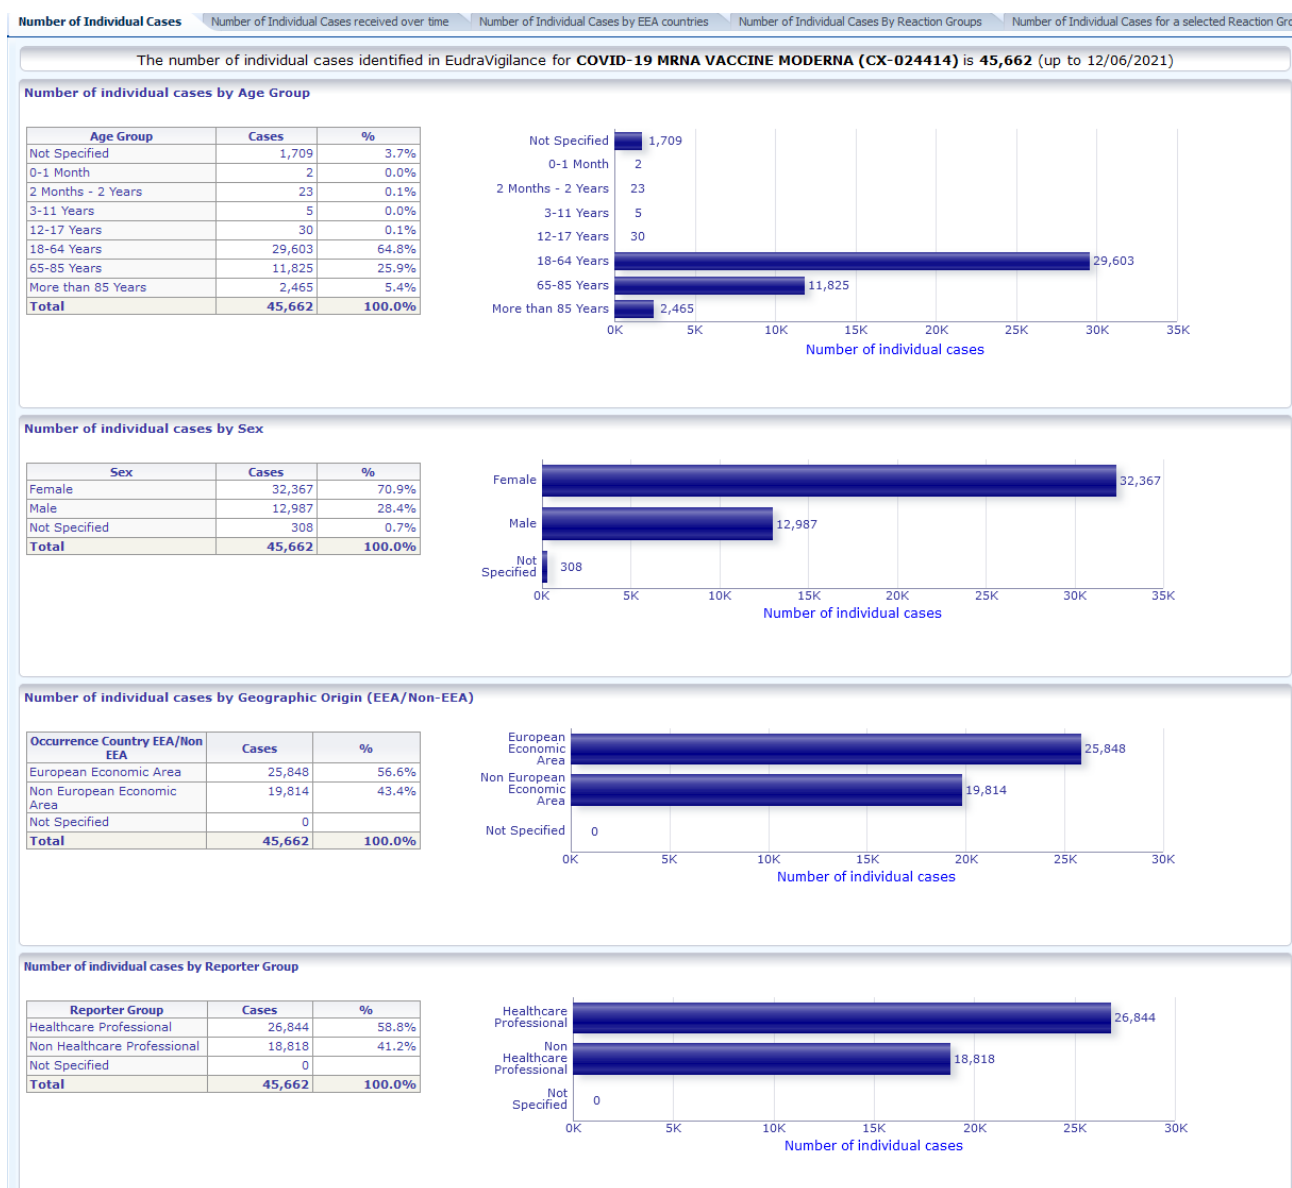 Number of Individual Cases
Number of Individual Cases received over time
Number of Individual Cases by EEA countries
Number of Individual Cases By Reaction Groups
Number of Individual Cases for a selected Reaction Gro
The number of individual cases identified in EudraVigilance for COVID-19 MRNA VACCINE MODERNA (CX-024414) is 45,662 (up to 12/06/2021)
Number of individual cases by Age Group
Age Group Cases %
Not Specified 1,709 3.7%
0-1 Month 2 0.0%
2 Months - 2 Years 23 0.1%
3-11 Years 5 0.0%
12-17 Years 30 0.1%
18-64 Years 29,603 64.8%
65-85 Years 11,825 25.9%
More than 85 Years 2,465 5.4%
Total 45,662 100.0%
Not Specified 1,709
0-1 Month 2
2 Months - 2 Years 23
3-11 Years 5
12-17 Years 30
18-64 Years 29,603
65-85 Years 11,825
More than 85 Years 2,465
0K 5K 10K 15K 20K 25K 30K 35K
Number of individual cases
Number of individual cases by Sex
Sex Cases %
Female 32,367 70.9%
Male 12,987 28.4%
Not Specified 308 0.7%
Total 45,662 100.0%
Female 32,367
Male 12,987
Not
Specified 308
0K 5K 10K 15K 20K 25K 30K 35K
Number of individual cases
Number of individual cases by Geographic Origin (EEA/Non-EEA)
Occurrence Country EEA/Non
EEA Cases %
European Economic Area 25,848 56.6%
Non European Economic
Area 19,814 43.4%
Not Specified 0
Total 45,662 100.0%
European
Economic
Area 25,848
Non European
Economic
Area 19,814
Not Specified 0
0K 5K 10K 15K 20K 25K 30K
Number of individual cases
Number of individual cases by Reporter Group
Reporter Group Cases %
Healthcare Professional 26,844 58.8%
Non Healthcare Professional 18,818 41.2%
Not Specified 0
Total 45,662 100.0%
Healthcare
Professional 26,844
Non
Healthcare
Professional 18,818
Not
Specified 0
0K 5K 10K 15K 20K 25K 30K
Number of individual cases